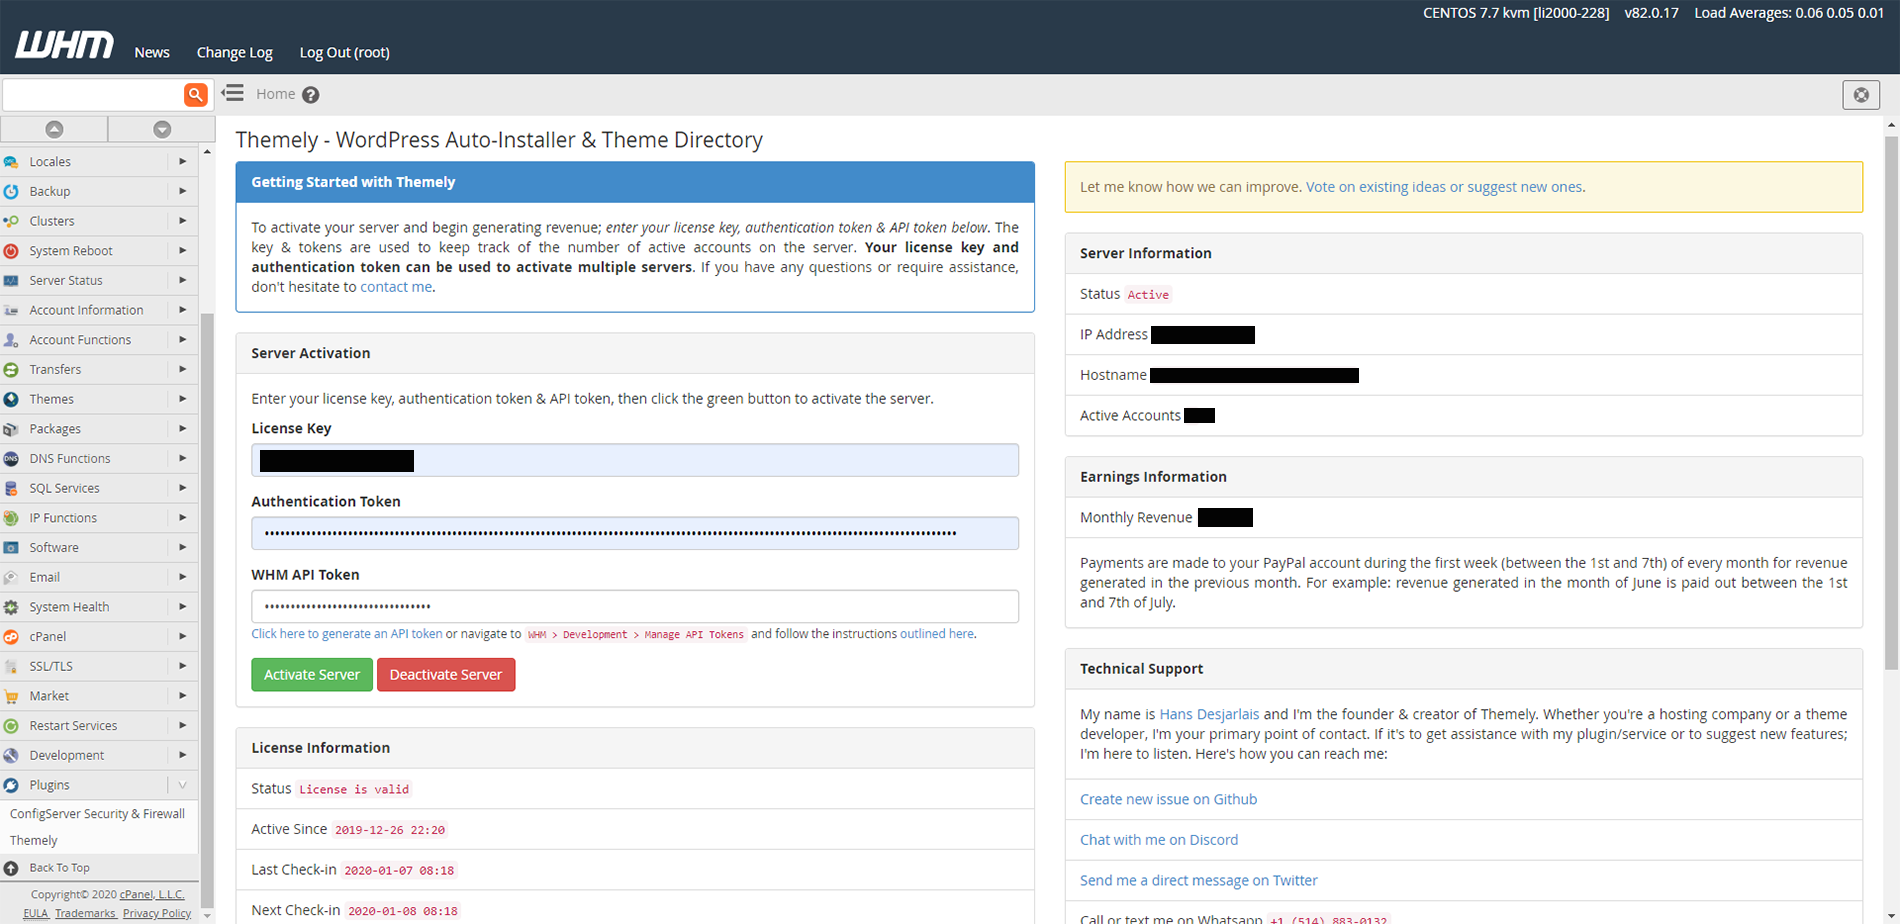 CENTOS 7.7 kvm [li2000-228] v82.0.17 Load Averages: 0.06 0.05 0.01
WHM News Change Log Log Out (root)
Home
Locales
Backup
Clusters
System Reboot
Server Status
Account Information
Account Functions
Transfers
Themes
Packages
DNS Functions
SQL Services
IP Functions
Software
Email
System Health
cPanel
SSL/TLS
Market
Restart Services
Development
Plugins
ConfigServer Security & Firewall
Themely
Back To Top
Copyright© 2020 cPanel, L.L.C.
EULA Trademarks Privacy Policy
Themely - WordPress Auto-Installer & Theme Directory
Getting Started with Themely
To activate your server and begin generating revenue; enter your license key, authentication token & API token below. The
key & tokens are used to keep track of the number of active accounts on the server. Your license key and
authentication token can be used to activate multiple servers. If you have any questions or require assistance,
don't hesitate to contact me.
Server Activation
Enter your license key, authentication token & API token, then click the green button to activate the server.
License Key
Authentication Token
WHM API Token
Click here to generate an API token or navigate to WHM > Development > Manage API Tokens and follow the instructions outlined here.
Activate Server Deactivate Server
License Information
Status License is valid
Active Since 2019-12-26 22:20
Last Check-in 2020-01-07 08:18
Next Check-in 2020-01-08 08:18
Let me know how we can improve. Vote on existing ideas or suggest new ones.
Server Information
Status Active
IP Address
Hostname
Active Accounts
Earnings Information
Monthly Revenue
Payments are made to your PayPal account during the first week (between the 1st and 7th) of every month for revenue
generated in the previous month. For example: revenue generated in the month of June is paid out between the 1st
and 7th of July.
Technical Support
My name is Hans Desjarlais and I'm the founder & creator of Themely. Whether you're a hosting company or a theme
developer, I'm your primary point of contact. If it's to get assistance with my plugin/service or to suggest new features;
I'm here to listen. Here's how you can reach me:
Create new issue on Github
Chat with me on Discord
Send me a direct message on Twitter
Call or text me on Whatsapp +1 (514) 883-0132